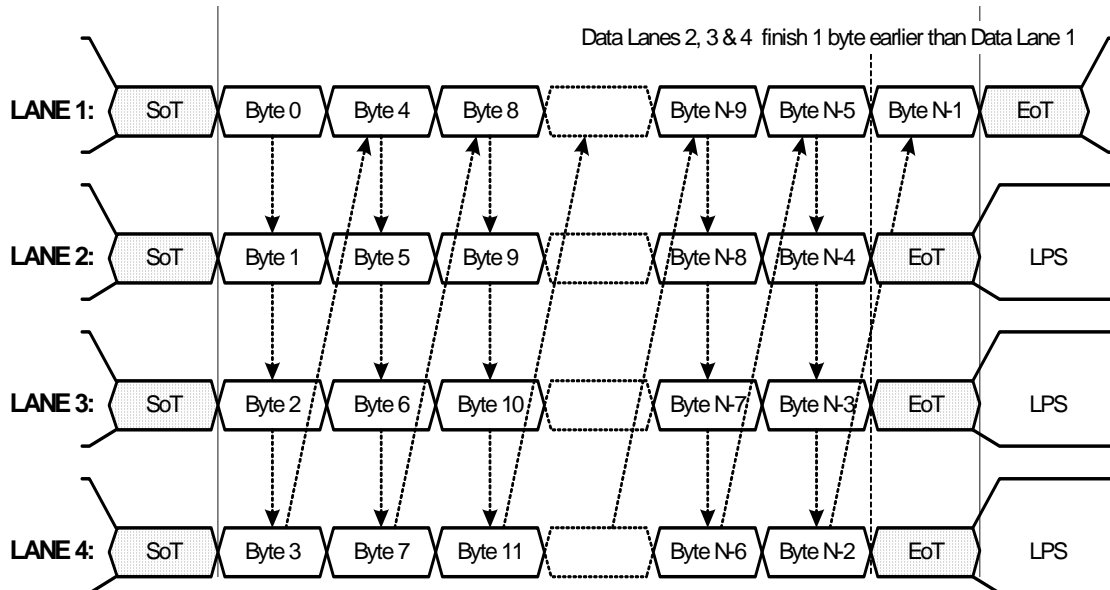 Data Lanes 2, 3 & 4 finish 1 byte earlier than Data Lane 1
LANE 1: SoT Byte 0 Byte 4 Byte 8 Byte N-9 Byte N-5 Byte N-1 EoT
LANE 2: SoT Byte 1 Byte 5 Byte 9 Byte N-8 Byte N-4 EoT LPS
LANE 3: SoT Byte 2 Byte 6 Byte 10 Byte N-7 Byte N-3 EoT LPS
LANE 4: SoT Byte 3 Byte 7 Byte 11 Byte N-6 Byte N-2 EoT LPS